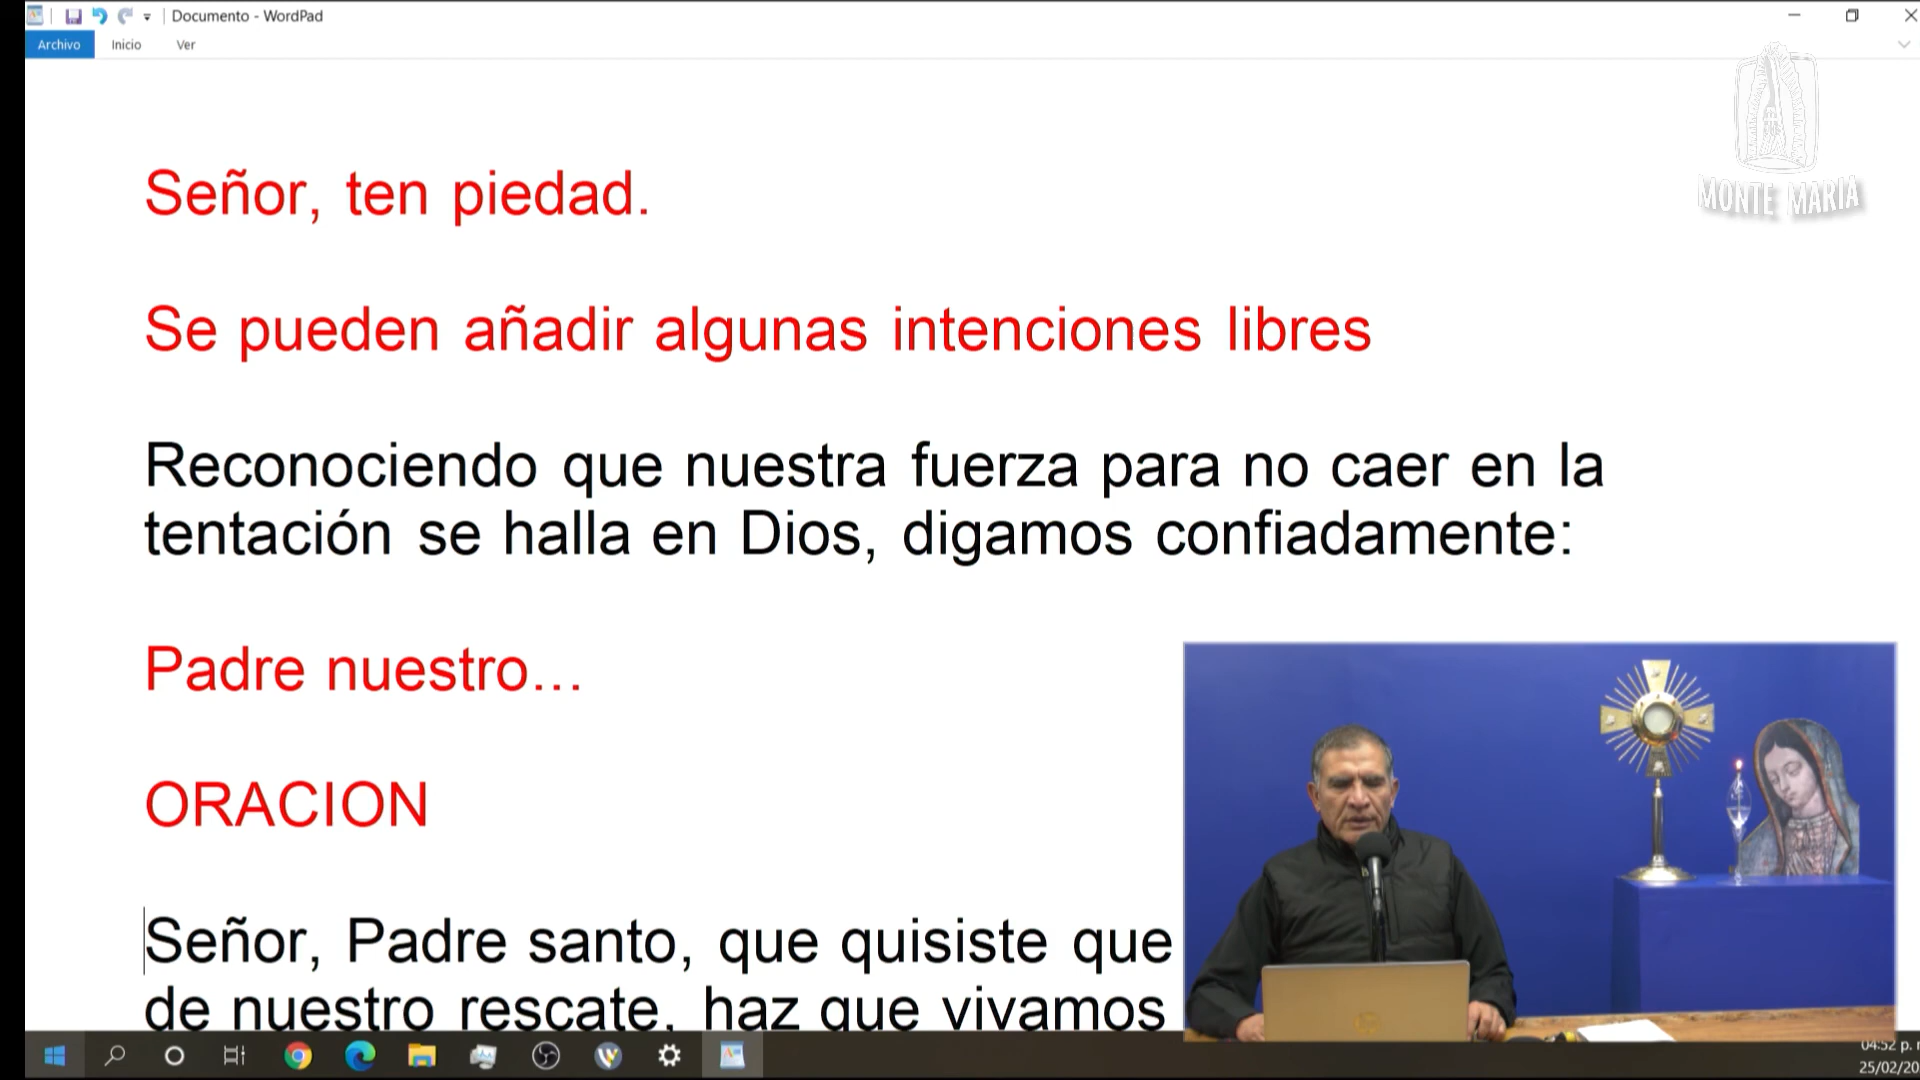 Documento - WordPad
Archivo Inicio Ver
MONTE MARIA
Señor, ten piedad.
Se pueden añadir algunas intenciones libres
Reconociendo que nuestra fuerza para no caer en la
tentación se halla en Dios, digamos confiadamente:
Padre nuestro...
ORACION
Señor, Padre santo, que quisiste que
de nuestro rescate, haz que vivamos
04:52 p.
25/02/20